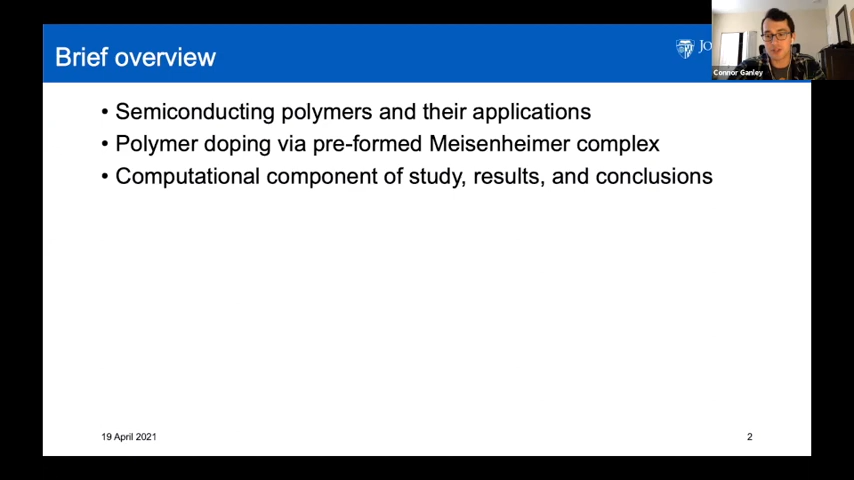 Brief overview
JO
Connor Ganley
• Semiconducting polymers and their applications
• Polymer doping via pre-formed Meisenheimer complex
• Computational component of study, results, and conclusions
19 April 2021
2